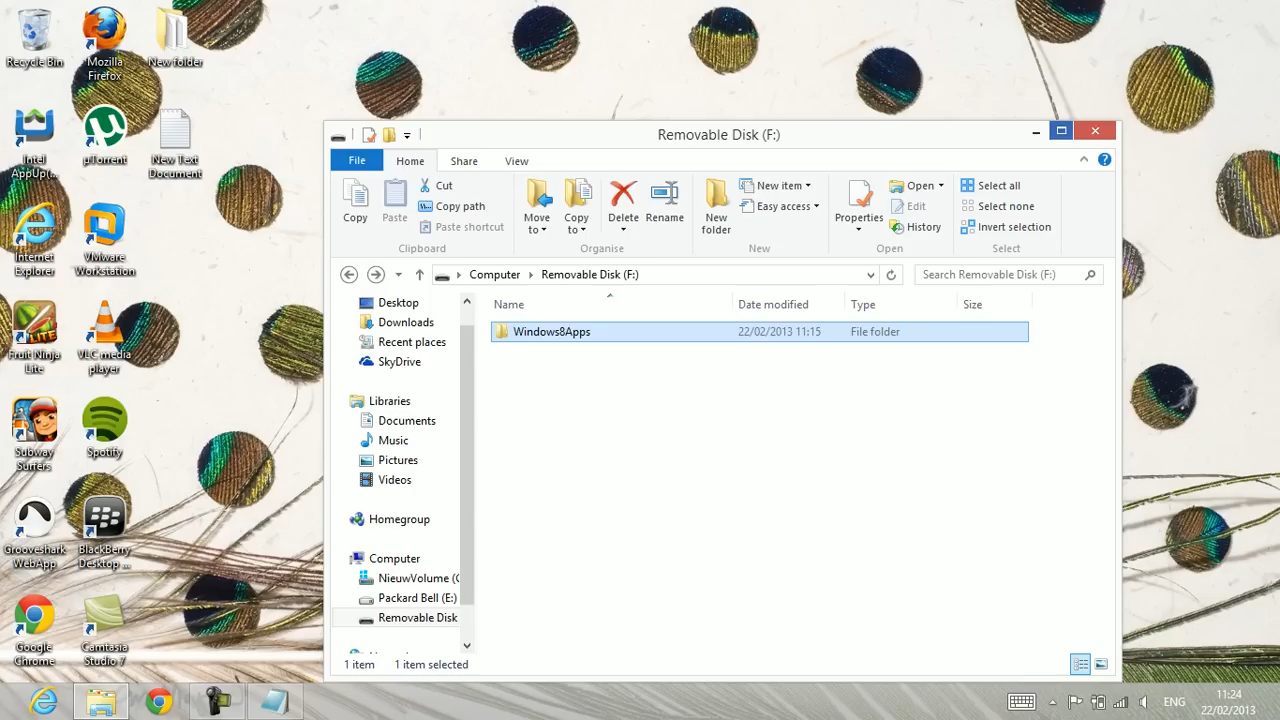 Recycle Bin
Mozilla Firefox
New folder
Intel AppUp(...
µTorrent
New Text Document
Internet Explorer
VMware Workstation
Fruit Ninja Lite
VLC media player
Subway Surfers
Spotify
Grooveshark WebApp
BlackBerry Desktop ...
Google Chrome
Camtasia Studio 7
Removable Disk (F:)
File Home Share View
Copy
Paste
Cut
Copy path
Paste shortcut
Clipboard
Move to
Copy to
Delete
Rename
Organise
New folder
New item
Easy access
New
Properties
Open
Edit
History
Open
Select all
Select none
Invert selection
Select
Computer Removable Disk (F:)
Search Removable Disk (F:)
Desktop
Downloads
Recent places
SkyDrive
Libraries
Documents
Music
Pictures
Videos
Homegroup
Computer
NieuwVolume (C
Packard Bell (E:)
Removable Disk
Name Date modified Type Size
Windows8Apps 22/02/2013 11:15 File folder
1 item 1 item selected
ENG
11:24
22/02/2013